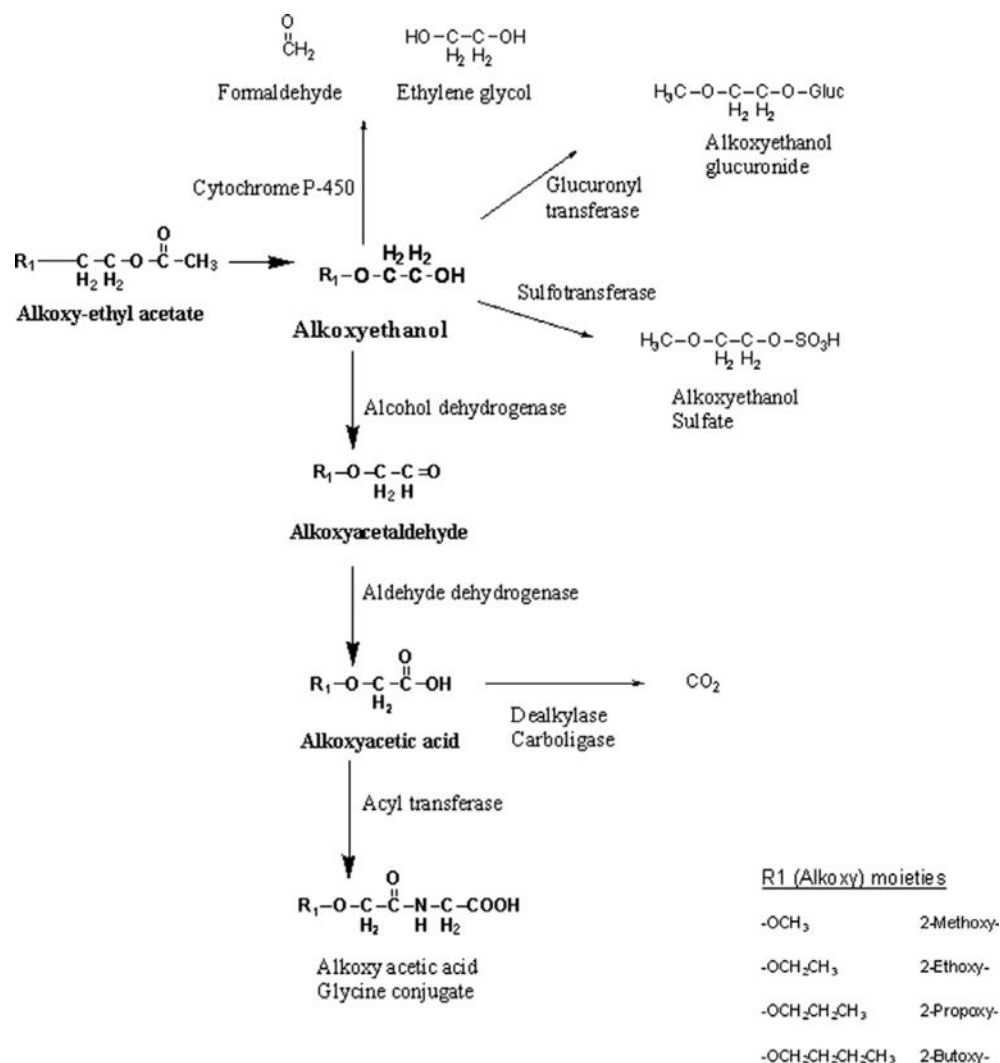 O
CH₂
Formaldehyde
HO–C–C–OH
H₂ H₂
Ethylene glycol
H₃C–O–C–C–O–Gluc
H₂ H₂
Alkoxyethanol
glucuronide
Cytochrome P-450
Glucuronyl
transferase
O
R₁–C–C–O–C–CH₃
H₂ H₂
Alkoxy-ethyl acetate
H₂ H₂
R₁–O–C–C–OH
Alkoxyethanol
Sulfotransferase
H₃C–O–C–C–O–SO₃H
H₂ H₂
Alkoxyethanol
Sulfate
Alcohol dehydrogenase
R₁–O–C–C=O
H₂ H
Alkoxyacetaldehyde
Aldehyde dehydrogenase
O
R₁–O–C–C–OH
H₂
Alkoxyacetic acid
Dealkylase
Carboligase
CO₂
Acyl transferase
O
R₁–O–C–C–N–C–COOH
H₂ H H₂
Alkoxy acetic acid
Glycine conjugate
R1 (Alkoxy) moieties
-OCH₃ 2-Methoxy-
-OCH₂CH₃ 2-Ethoxy-
-OCH₂CH₂CH₃ 2-Propoxy-
-OCH₂CH₂CH₂CH₃ 2-Butoxy-